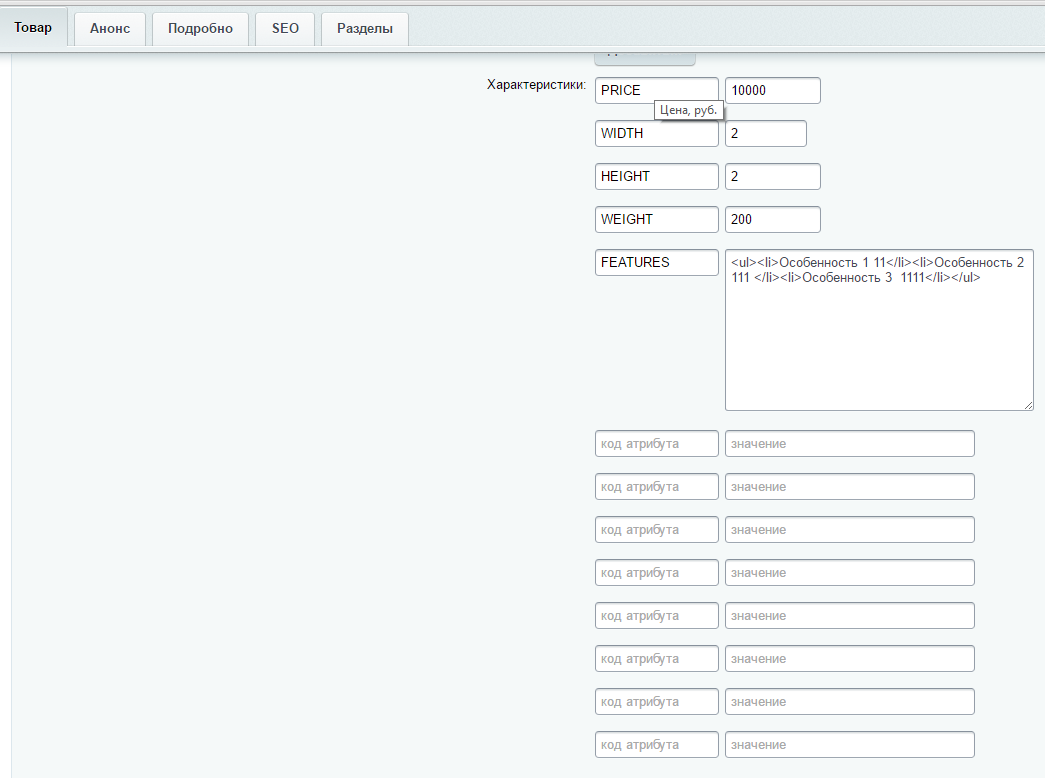 Товар Анонс Подробно SEO Разделы
Характеристики: PRICE 10000
Цена, руб.
WIDTH 2
HEIGHT 2
WEIGHT 200
FEATURES <ul><li>Особенность 1 11</li><li>Особенность 2
111 </li><li>Особенность 3  1111</li></ul>
код атрибута значение
код атрибута значение
код атрибута значение
код атрибута значение
код атрибута значение
код атрибута значение
код атрибута значение
код атрибута значение